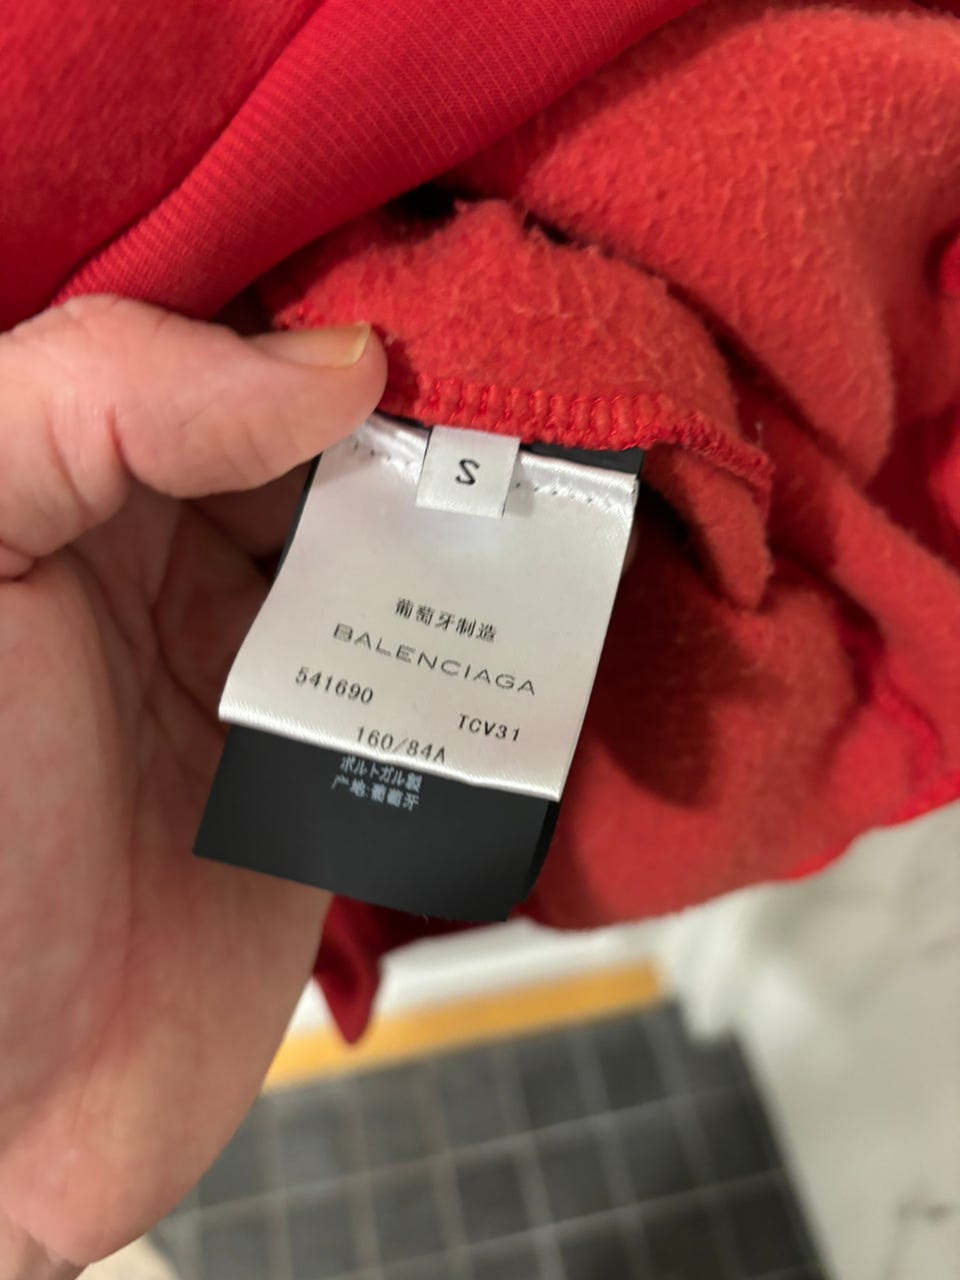 S
葡萄牙制造
BALENCIAGA
541690
TCV31
160/84A
ポルトガル製
产地:葡萄牙